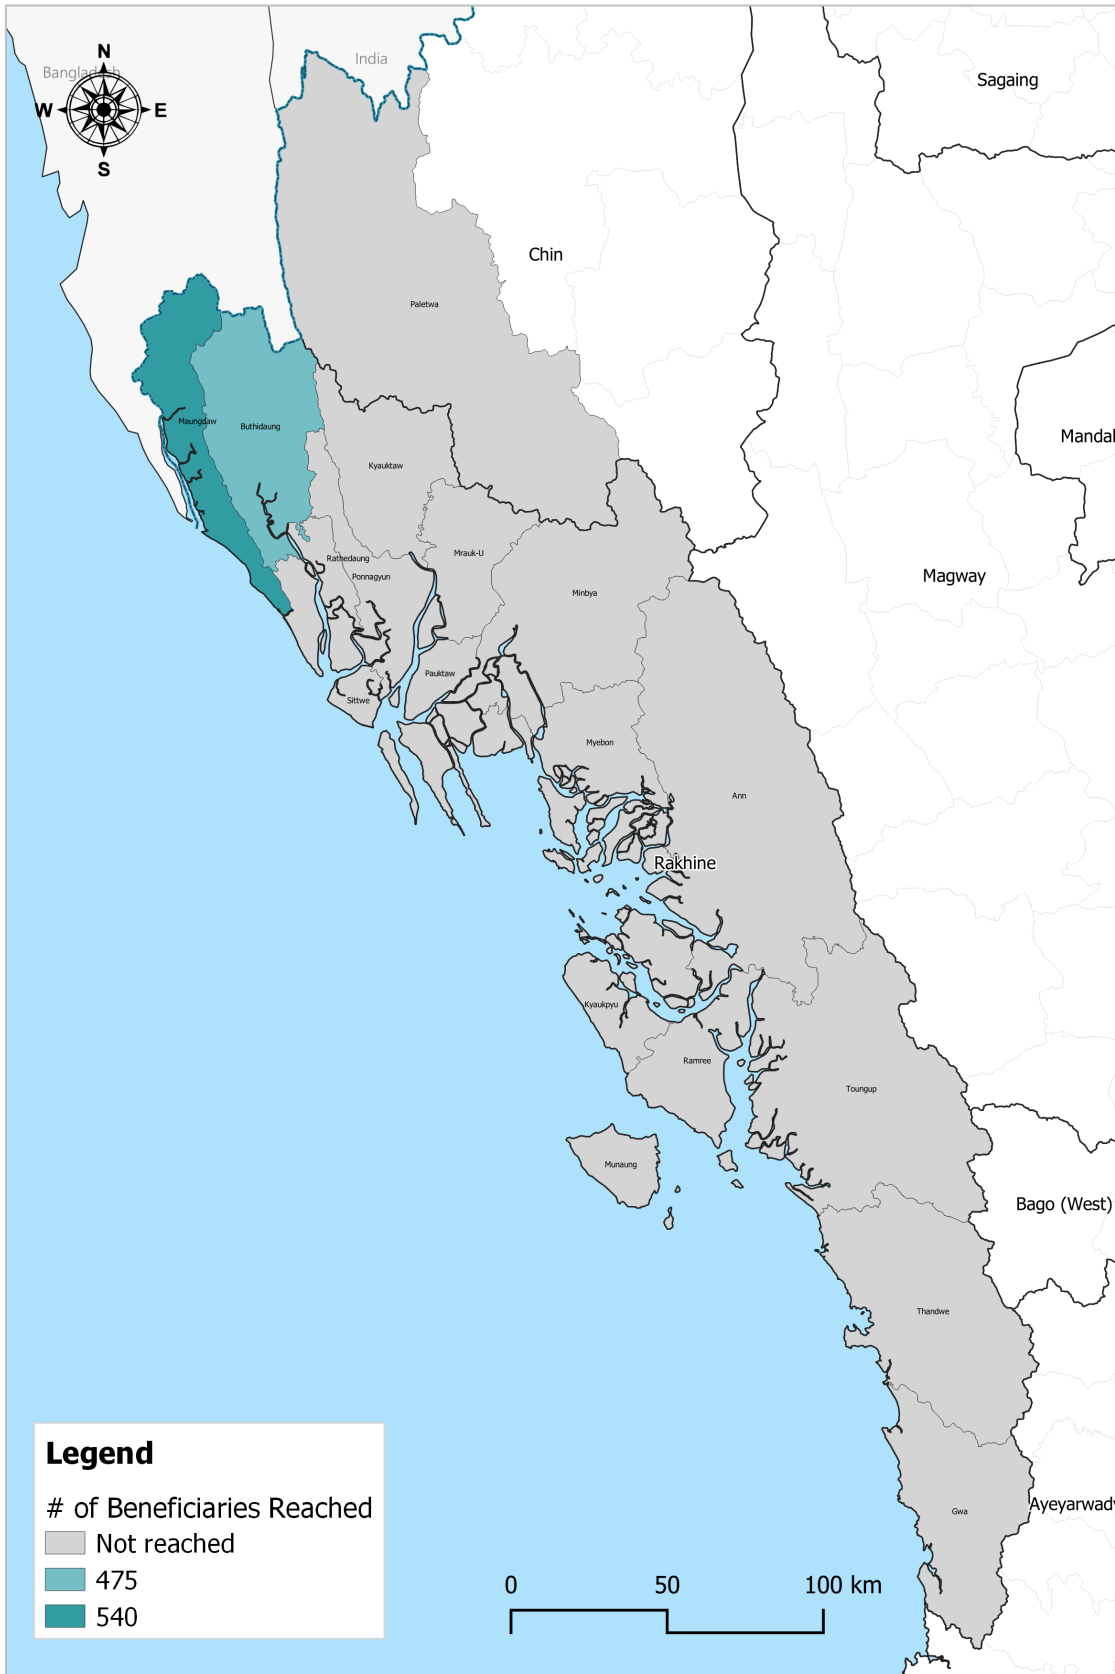 India
Bangladesh
N
W
E
S
Sagaing
Chin
Paletwa
Maungdaw
Buthidaung
Mandal
Kyauktaw
Mrauk-U
Rathedaung
Ponnagyun
Magway
Minbya
Pauktaw
Sittwe
Myebon
Ann
Rakhine
Kyaukpyu
Ramree
Toungup
Munaung
Bago (West)
Thandwe
Gwa
Ayeyarwady
Legend
# of Beneficiaries Reached
Not reached
475
540
0 50 100 km